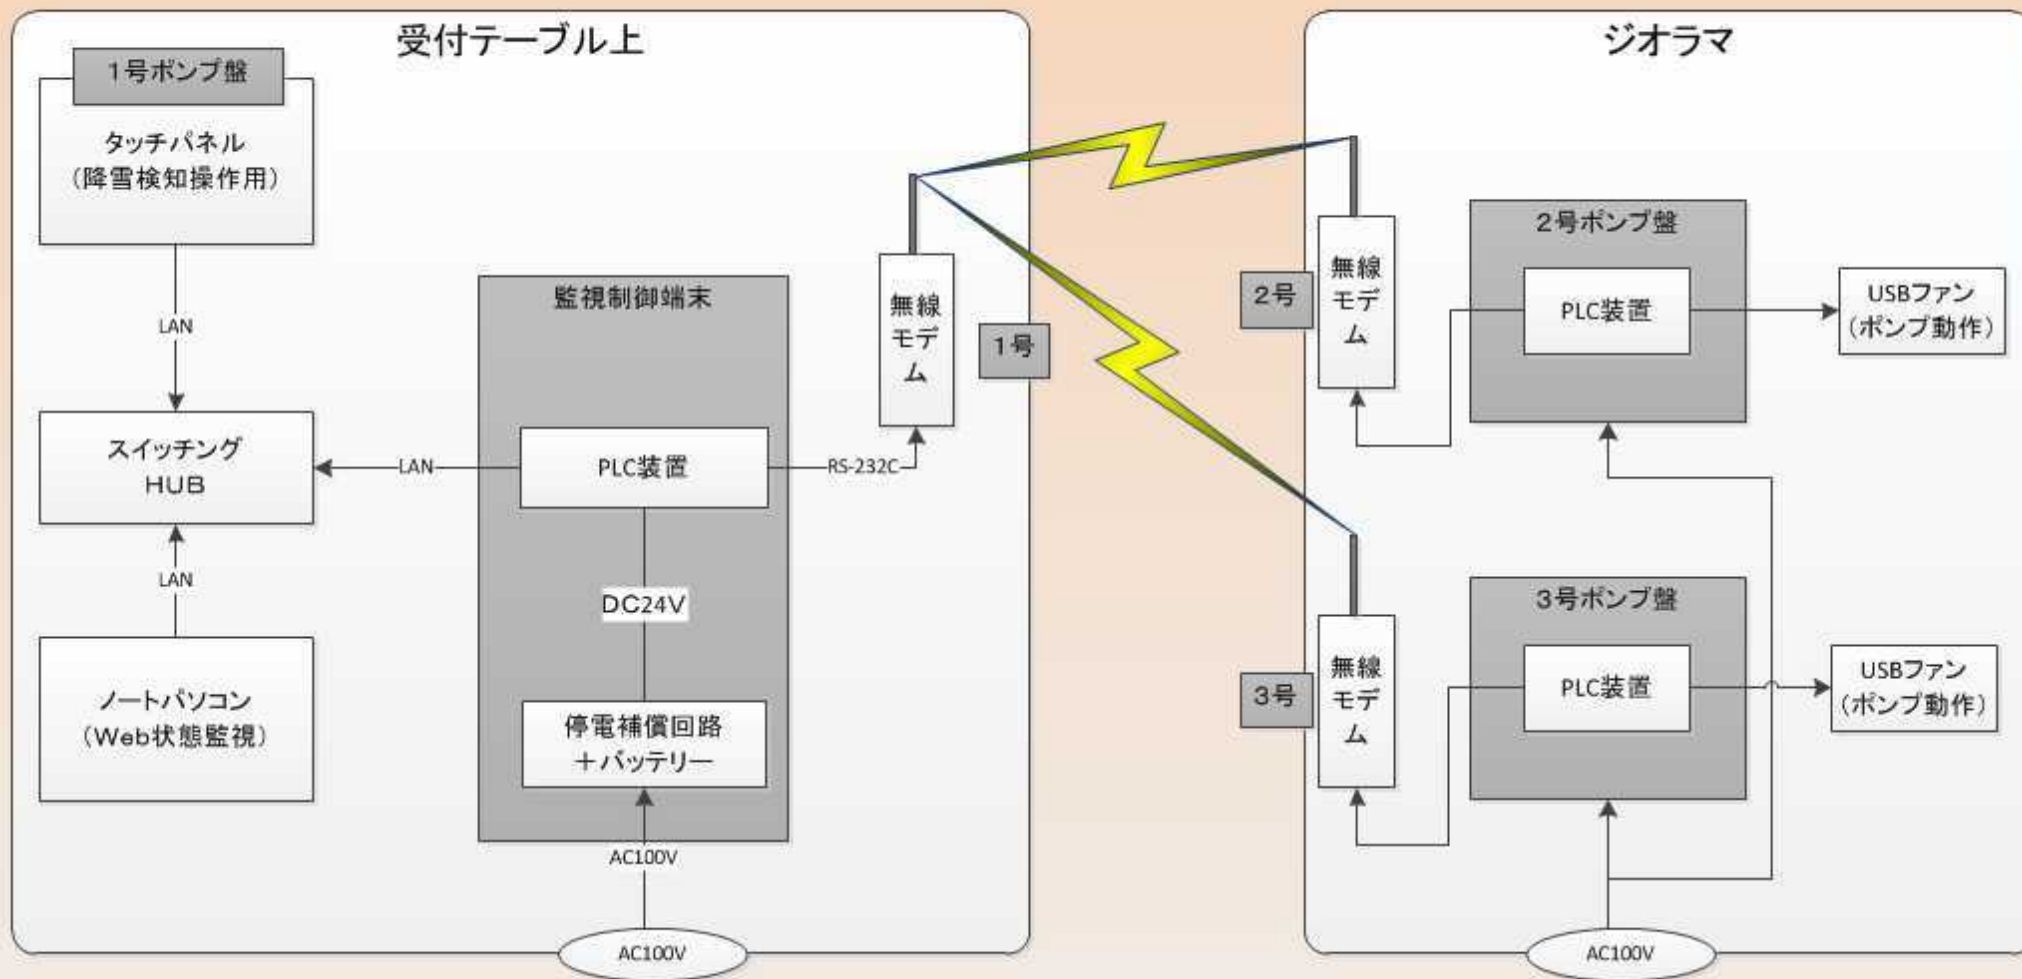 受付テーブル上
1号ポンプ盤
タッチパネル
(降雪検知操作用)
LAN
スイッチング
HUB
LAN
LAN
ノートパソコン
(Web状態監視)
監視制御端末
PLC装置
DC24V
停電補償回路
+バッテリー
AC100V
AC100V
RS-232C
無線
モデ
ム
1号
ジオラマ
2号
無線
モデ
ム
2号ポンプ盤
PLC装置
USBファン
(ポンプ動作)
3号
無線
モデ
ム
3号ポンプ盤
PLC装置
USBファン
(ポンプ動作)
AC100V